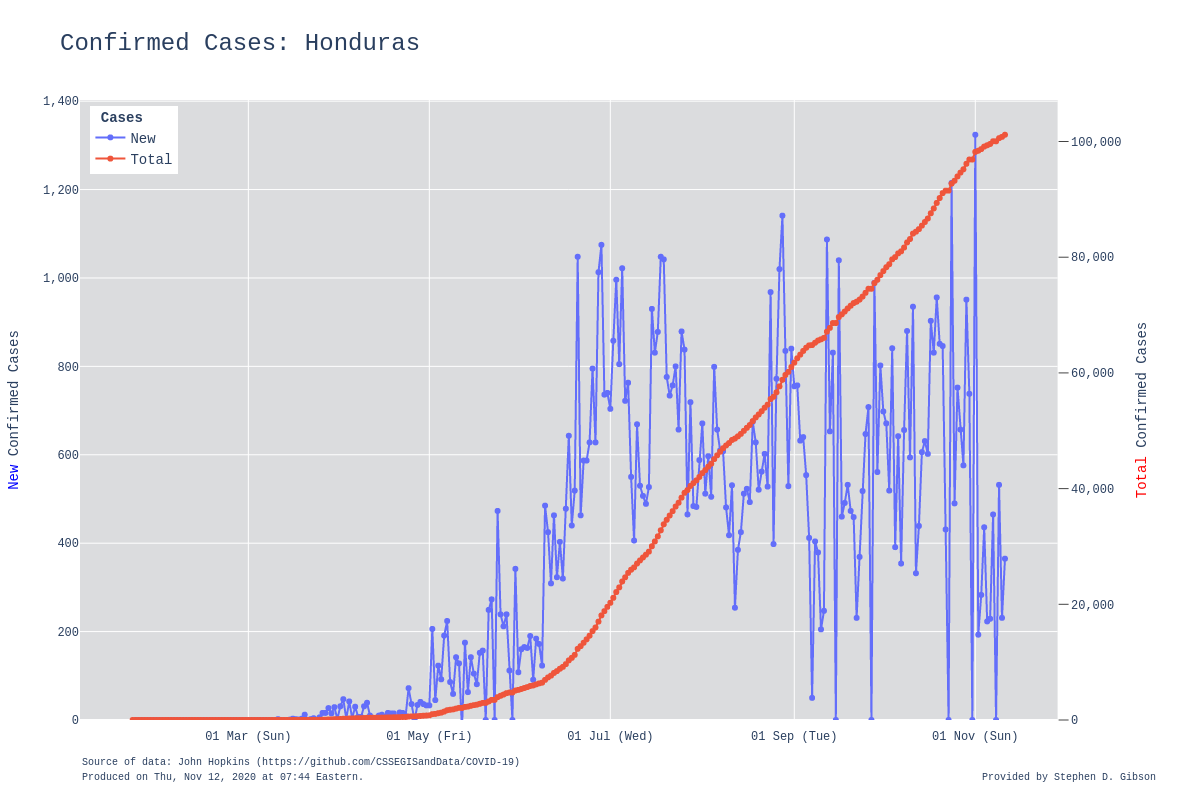 Confirmed Cases: Honduras
Cases
New
Total
1,400
1,200
1,000
800
600
400
200
0
New Confirmed Cases
100,000
80,000
60,000
40,000
20,000
0
Total Confirmed Cases
01 Mar (Sun)
01 May (Fri)
01 Jul (Wed)
01 Sep (Tue)
01 Nov (Sun)
Source of data: John Hopkins (https://github.com/CSSEGISandData/COVID-19)
Produced on Thu, Nov 12, 2020 at 07:44 Eastern.
Provided by Stephen D. Gibson